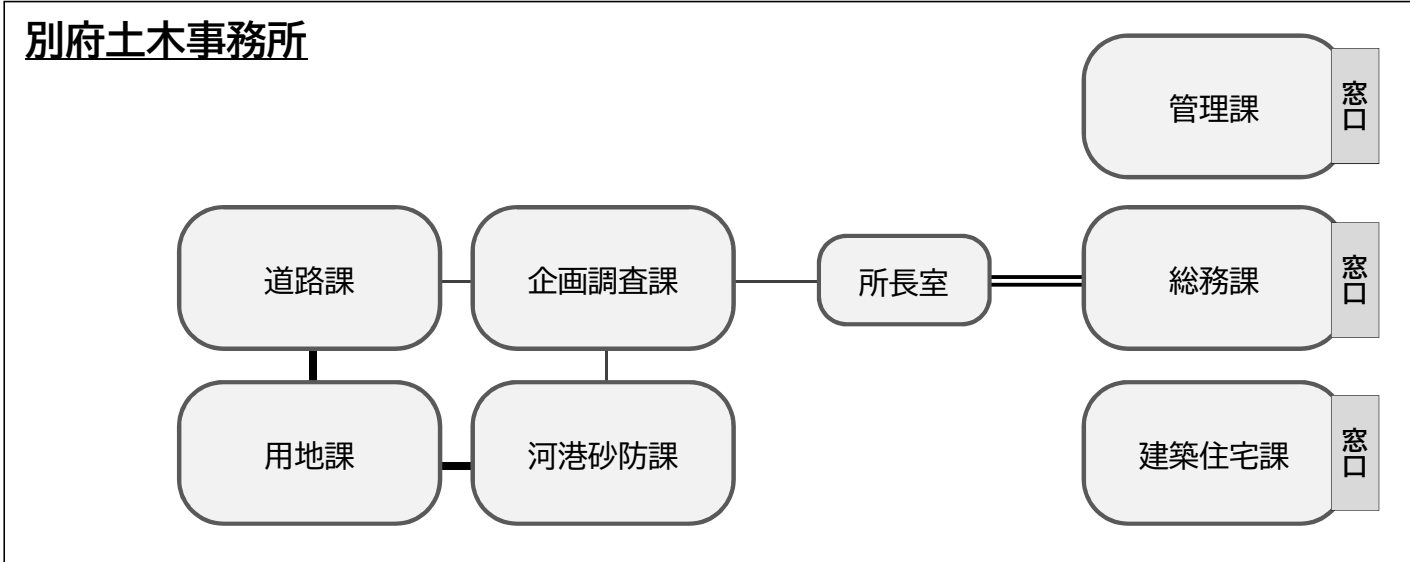 別府土木事務所
管理課
窓口
道路課
企画調査課
所長室
総務課
窓口
用地課
河港砂防課
建築住宅課
窓口